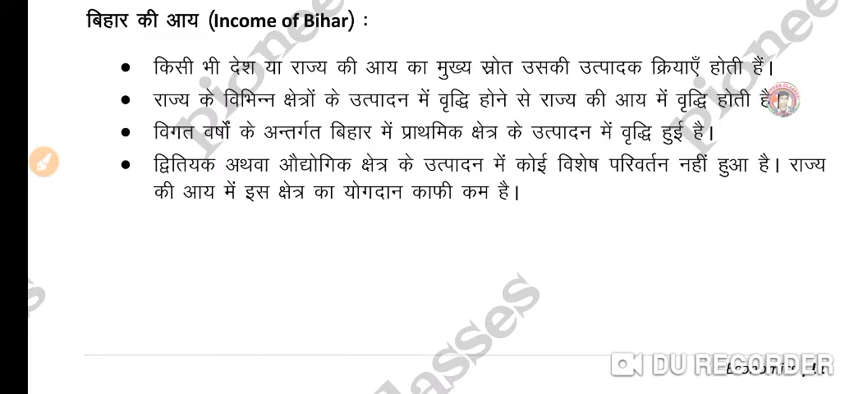 बिहार की आय (Income of Bihar) :
• किसी भी देश या राज्य की आय का मुख्य स्रोत उसकी उत्पादक क्रियाएँ होती हैं।
• राज्य के विभिन्न क्षेत्रों के उत्पादन में वृद्धि होने से राज्य की आय में वृद्धि होती है।
• विगत वर्षों के अन्तर्गत बिहार में प्राथमिक क्षेत्र के उत्पादन में वृद्धि हुई है।
• द्वितियक अथवा औद्योगिक क्षेत्र के उत्पादन में कोई विशेष परिवर्तन नहीं हुआ है। राज्य
की आय में इस क्षेत्र का योगदान काफी कम है।
DU RECORDER